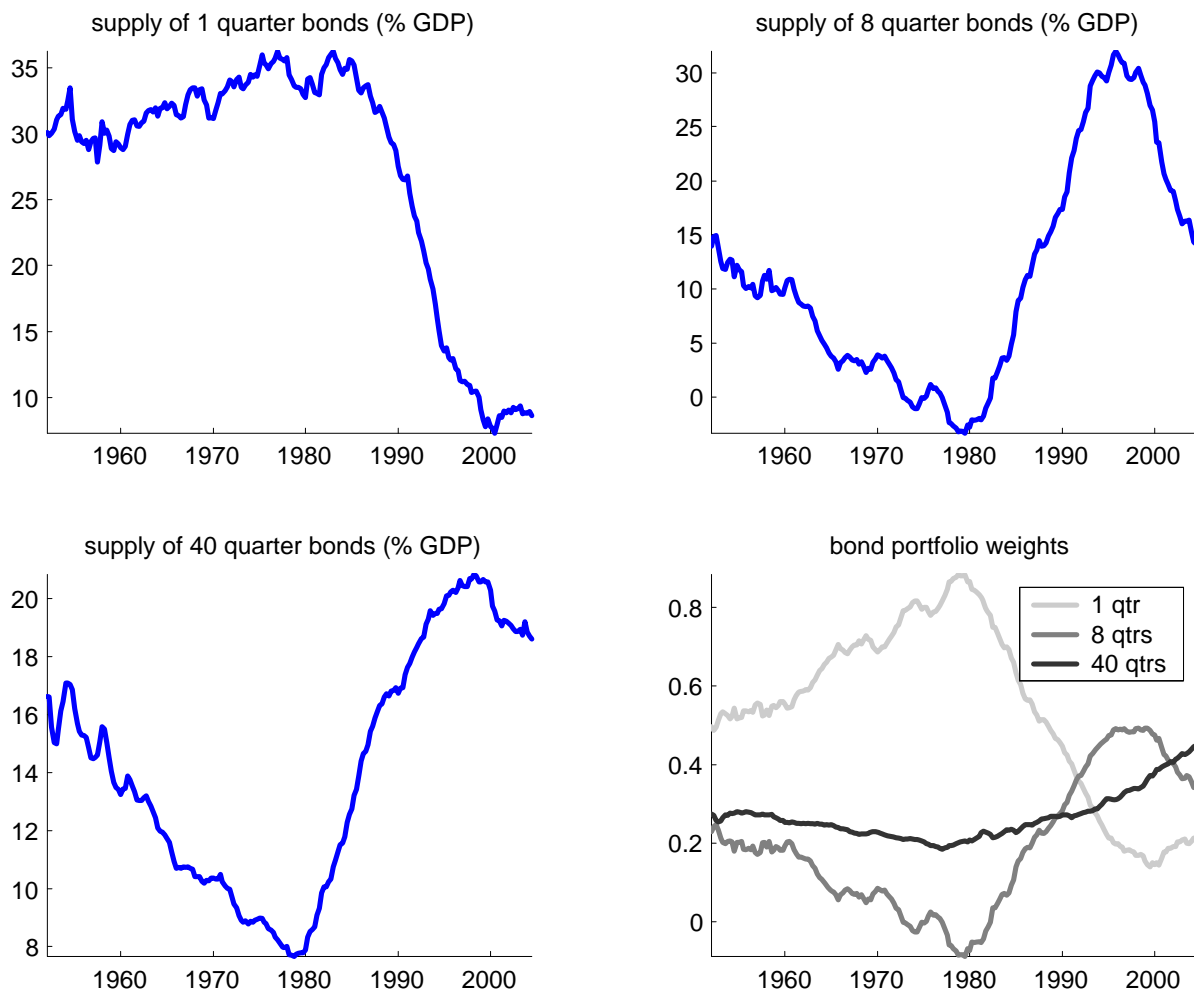 supply of 1 quarter bonds (% GDP)
35
30
25
20
15
10
1960 1970 1980 1990 2000
supply of 8 quarter bonds (% GDP)
30
25
20
15
10
5
0
1960 1970 1980 1990 2000
supply of 40 quarter bonds (% GDP)
20
18
16
14
12
10
8
1960 1970 1980 1990 2000
bond portfolio weights
0.8
0.6
0.4
0.2
0
1 qtr
8 qtrs
40 qtrs
1960 1970 1980 1990 2000